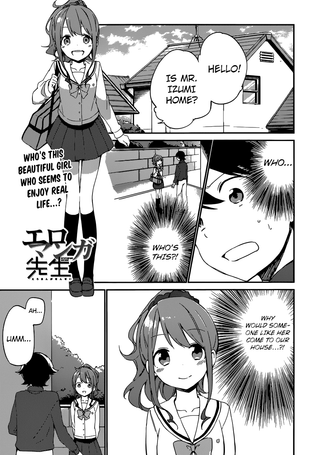 HELLO!
IS MR.
IZUMI
HOME?
WHO'S THIS
BEAUTIFUL GIRL
WHO SEEMS TO
ENJOY REAL
LIFE...?
エロマンガ
先生
WHO...
WHO'S
THIS?!
WHY
WOULD SOME-
ONE LIKE HER
COME TO OUR
HOUSE...?!
AH...
UMM...